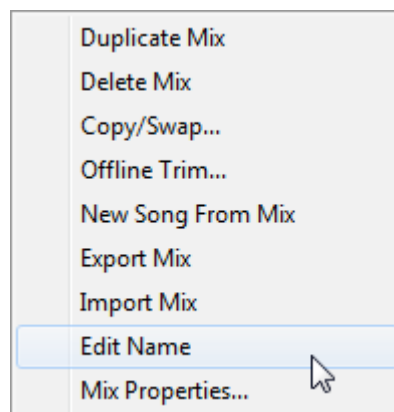 Duplicate Mix
Delete Mix
Copy/Swap...
Offline Trim...
New Song From Mix
Export Mix
Import Mix
Edit Name
Mix Properties...